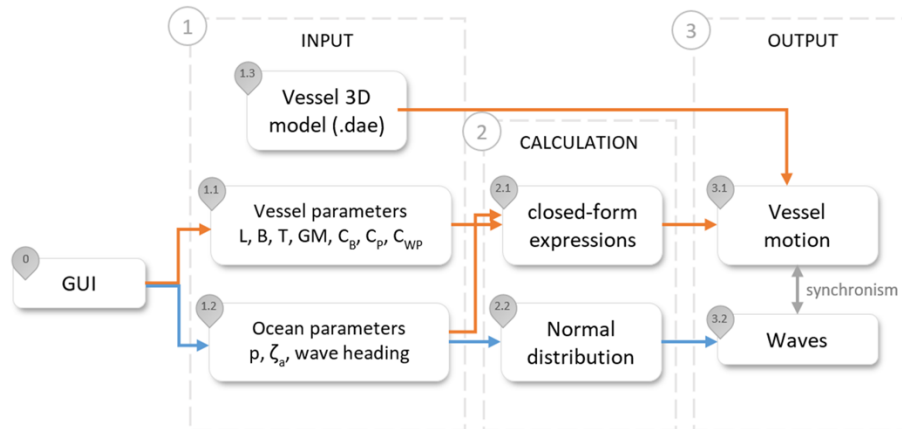 1
INPUT
1.3
Vessel 3D
model (.dae)
1.1
Vessel parameters
L, B, T, GM, C_B, C_P, C_WP
0
GUI
1.2
Ocean parameters
p, ζ_a, wave heading
2
CALCULATION
2.1
closed-form
expressions
2.2
Normal
distribution
3
OUTPUT
3.1
Vessel
motion
synchronism
3.2
Waves